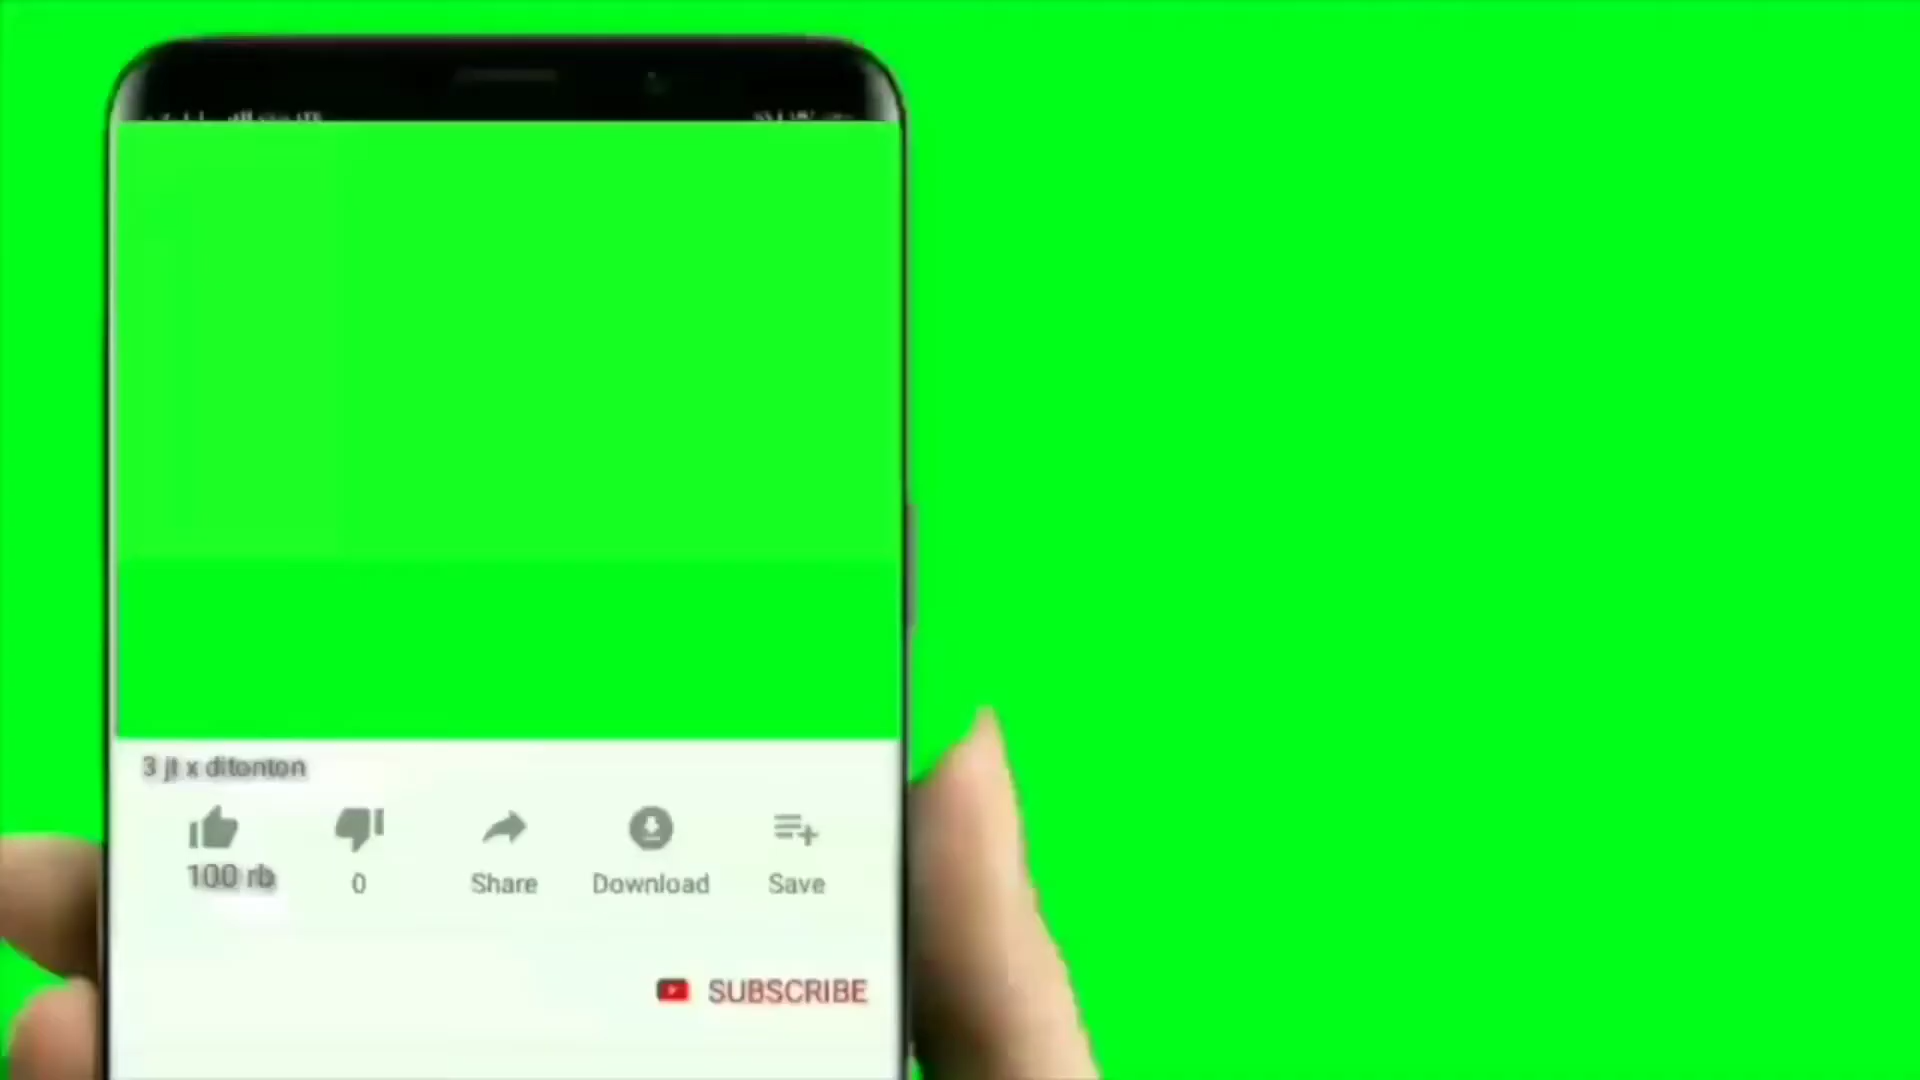 3 jt x ditonton
100 rb
0
Share
Download
Save
SUBSCRIBE